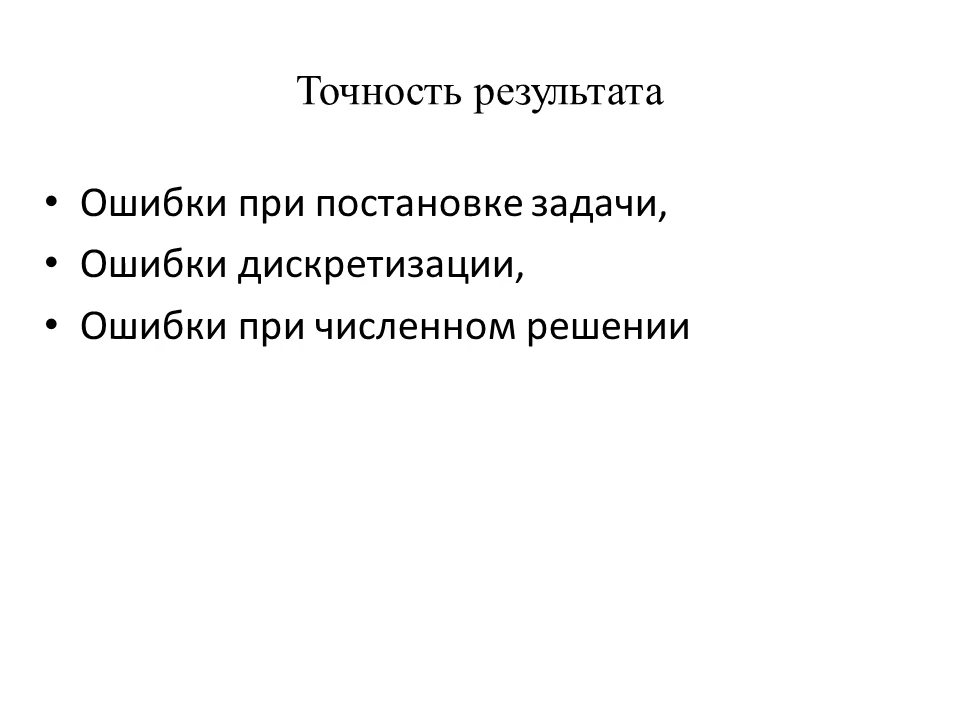 Точность результата
• Ошибки при постановке задачи,
• Ошибки дискретизации,
• Ошибки при численном решении